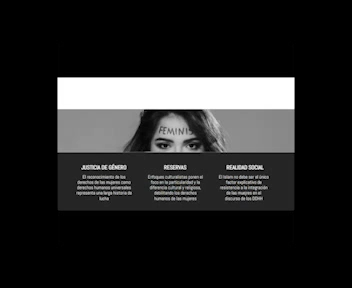 FEMINIS
JUSTICIA DE GÉNERO
El reconocimiento de los
derechos de las mujeres como
derechos humanos universales
representa una larga historia de
lucha
RESERVAS
Enfoques culturalistas ponen el
foco en la particularidad y la
diferencia cultural y religiosa,
debilitando los derechos
humanos de las mujeres
REALIDAD SOCIAL
El Islam no debe ser el único
factor explicativo de
resistencia a la integración
de las mujeres en el
discurso de los DDHH